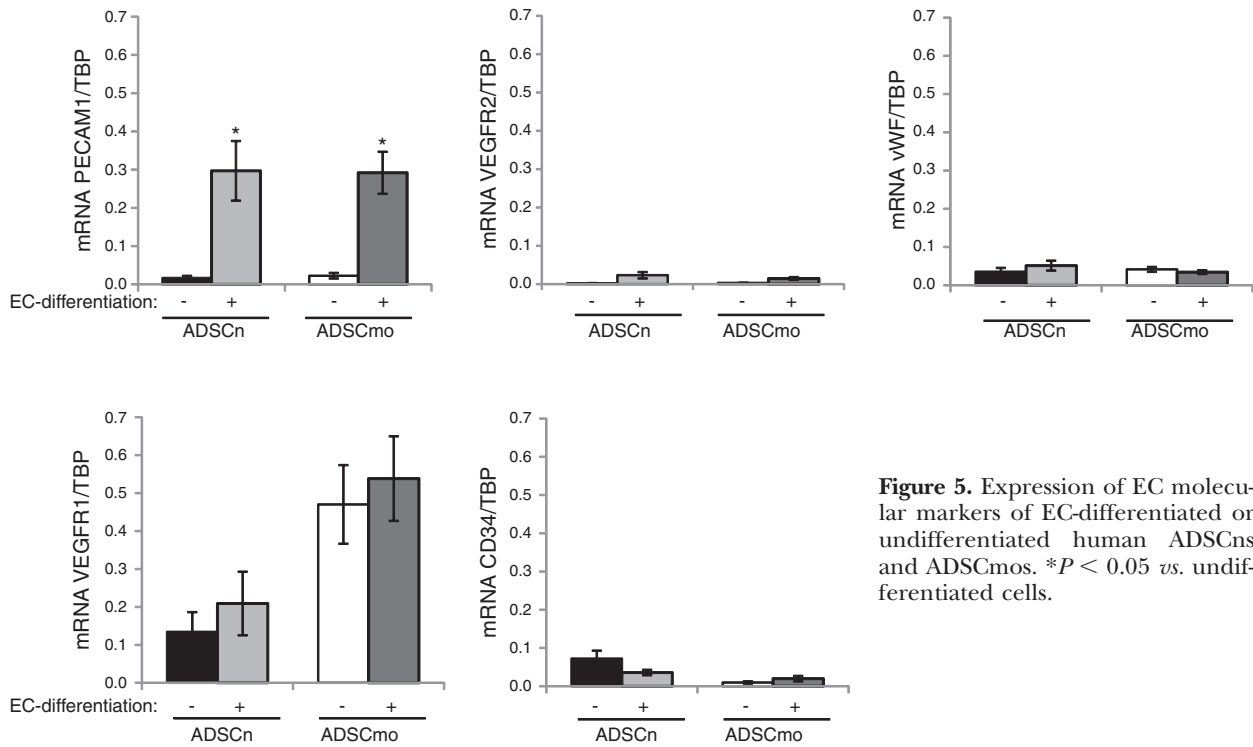 mRNA PECAM1/TBP
0.7
0.6
0.5
0.4
0.3
0.2
0.1
0.0
* *
EC-differentiation: - + - +
ADSCn ADSCmo
mRNA VEGFR2/TBP
0.7
0.6
0.5
0.4
0.3
0.2
0.1
0.0
- + - +
ADSCn ADSCmo
mRNA vWF/TBP
0.7
0.6
0.5
0.4
0.3
0.2
0.1
0.0
- + - +
ADSCn ADSCmo
mRNA VEGFR1/TBP
0.7
0.6
0.5
0.4
0.3
0.2
0.1
0.0
EC-differentiation: - + - +
ADSCn ADSCmo
mRNA CD34/TBP
0.7
0.6
0.5
0.4
0.3
0.2
0.1
0.0
- + - +
ADSCn ADSCmo
Figure 5. Expression of EC molecu-
lar markers of EC-differentiated or
undifferentiated human ADSCns
and ADSCmos. *P < 0.05 vs. undif-
ferentiated cells.